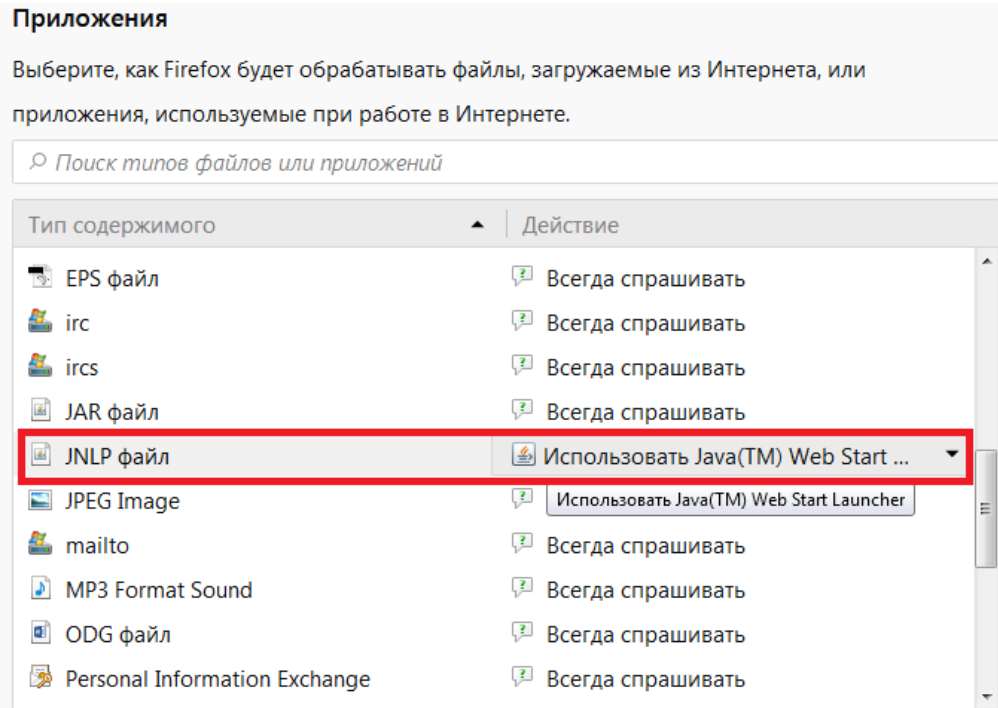 Приложения
Выберите, как Firefox будет обрабатывать файлы, загружаемые из Интернета, или
приложения, используемые при работе в Интернете.
Поиск типов файлов или приложений
Тип содержимого Действие
EPS файл Всегда спрашивать
irc Всегда спрашивать
ircs Всегда спрашивать
JAR файл Всегда спрашивать
JNLP файл Использовать Java(TM) Web Start ...
JPEG Image Использовать Java(TM) Web Start Launcher
mailto Всегда спрашивать
MP3 Format Sound Всегда спрашивать
ODG файл Всегда спрашивать
Personal Information Exchange Всегда спрашивать